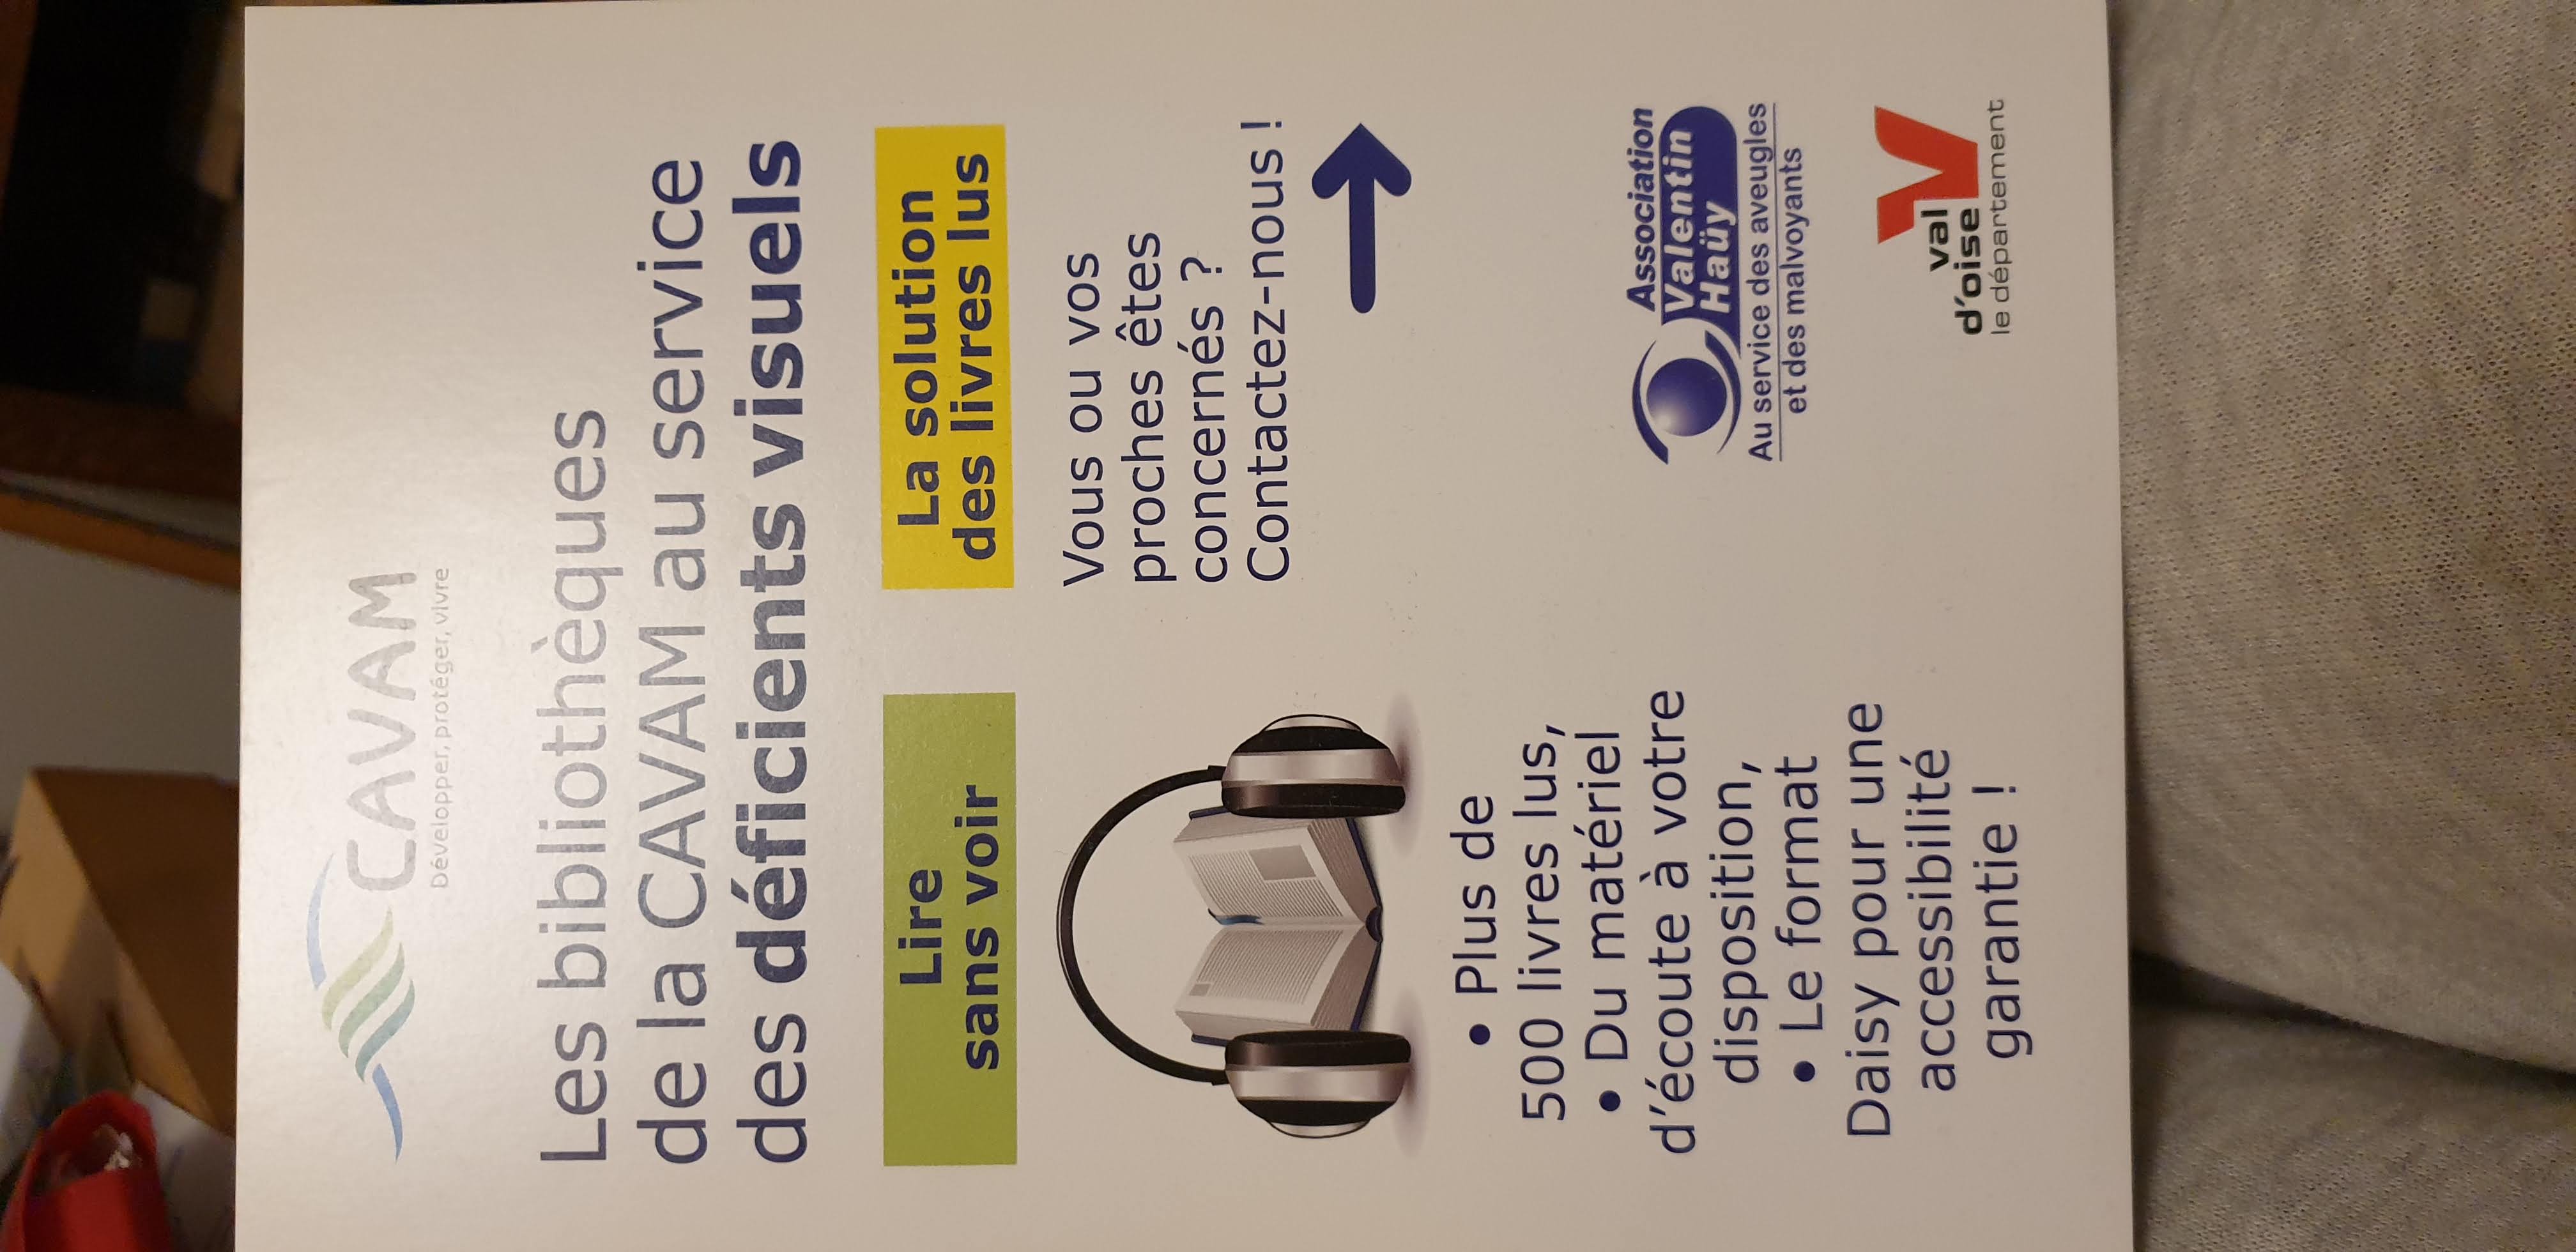 CAVAM
Développer, protéger, vivre
Les bibliothèques
de la CAVAM au service
des déficients visuels
Lire
sans voir
• Plus de
500 livres lus,
• Du matériel
d'écoute à votre
disposition,
• Le format
Daisy pour une
accessibilité
garantie !
La solution
des livres lus
Vous ou vos
proches êtes
concernés ?
Contactez-nous !
Association
Valentin
Haüy
Au service des aveugles
et des malvoyants
val
d'oise
le département